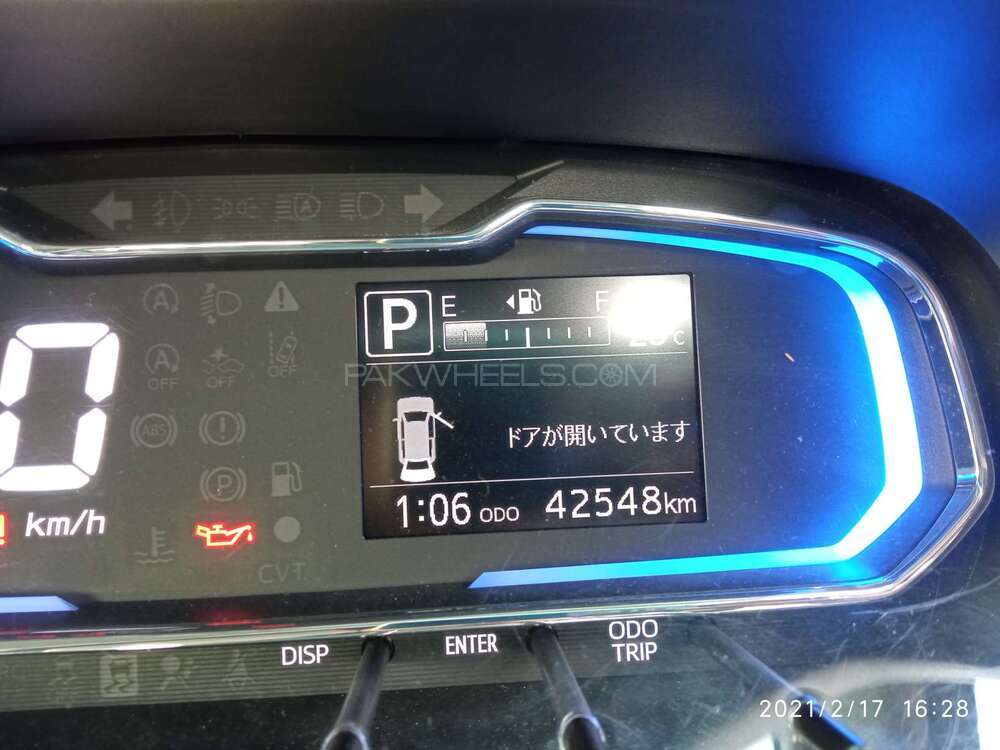 P E F
PAKWHEELS.COM
OFF OFF OFF
ABS
P
ドアが開いています
0 km/h
1:06 ODO 42548km
CVT
DISP ENTER ODO TRIP
2021/2/17 16:28